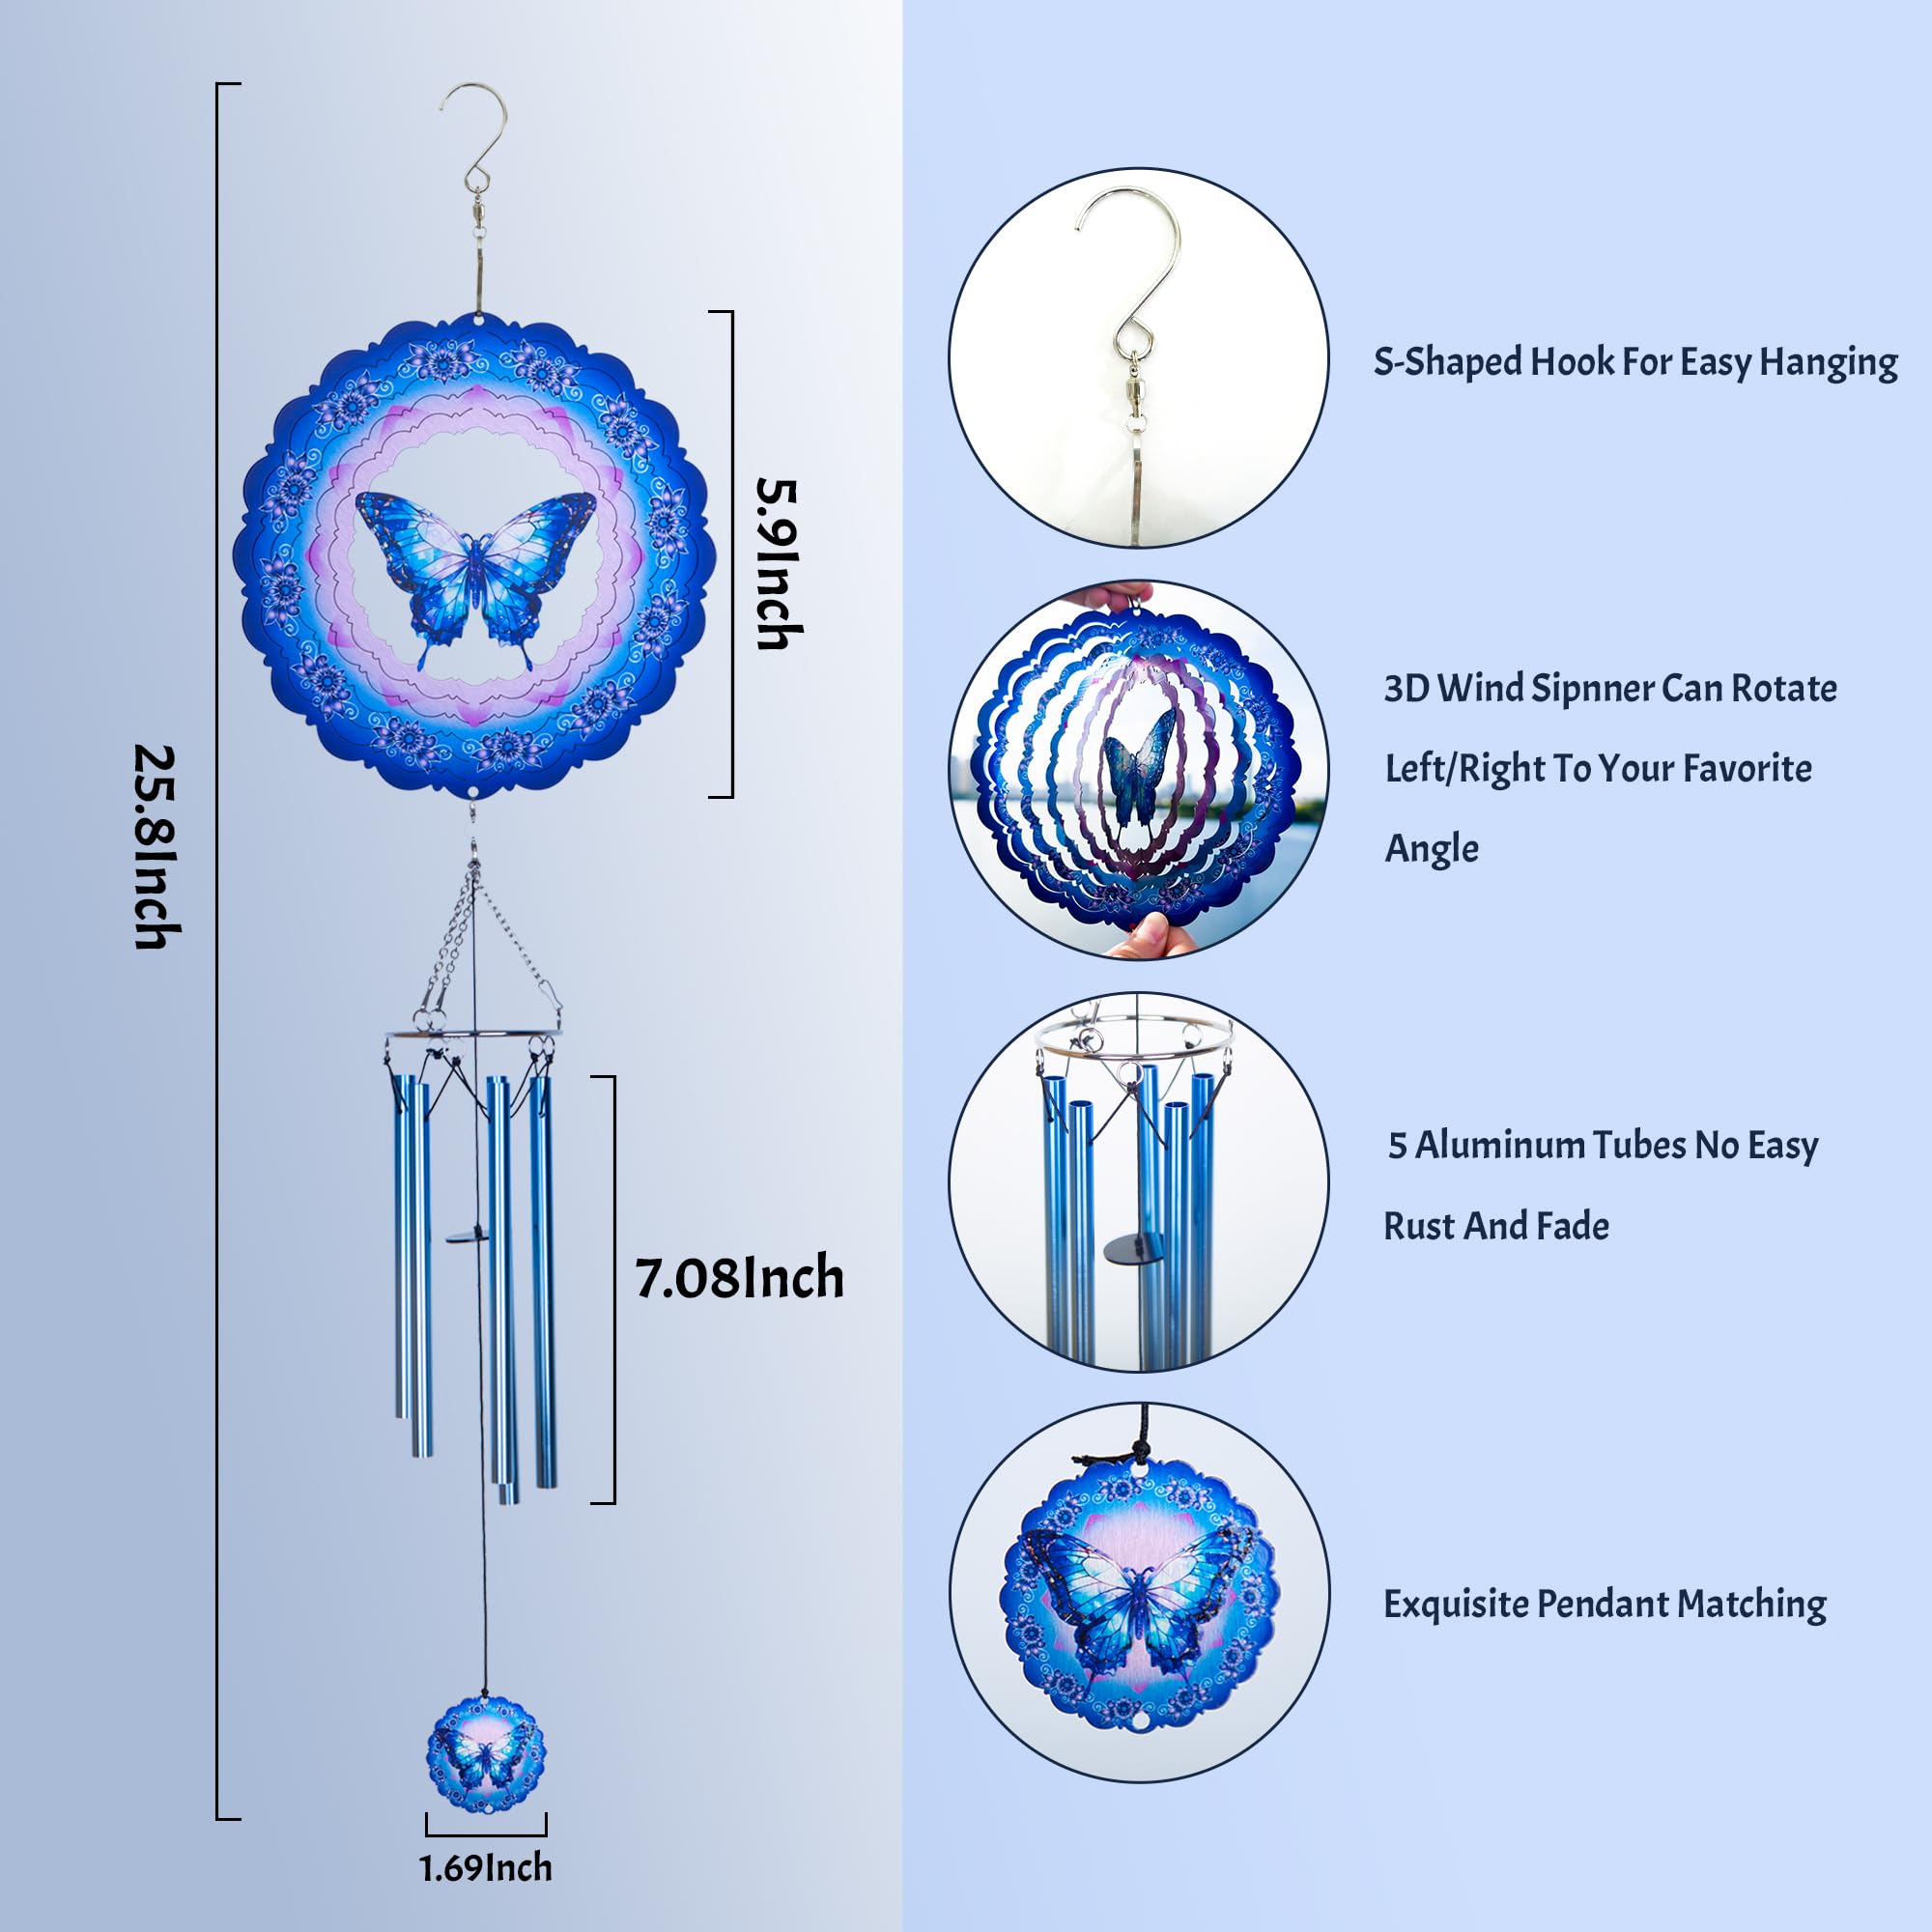 25.8Inch
5.9Inch
7.08Inch
1.69Inch
S-Shaped Hook For Easy Hanging
3D Wind Sipnner Can Rotate
Left/Right To Your Favorite
Angle
5 Aluminum Tubes No Easy
Rust And Fade
Exquisite Pendant Matching